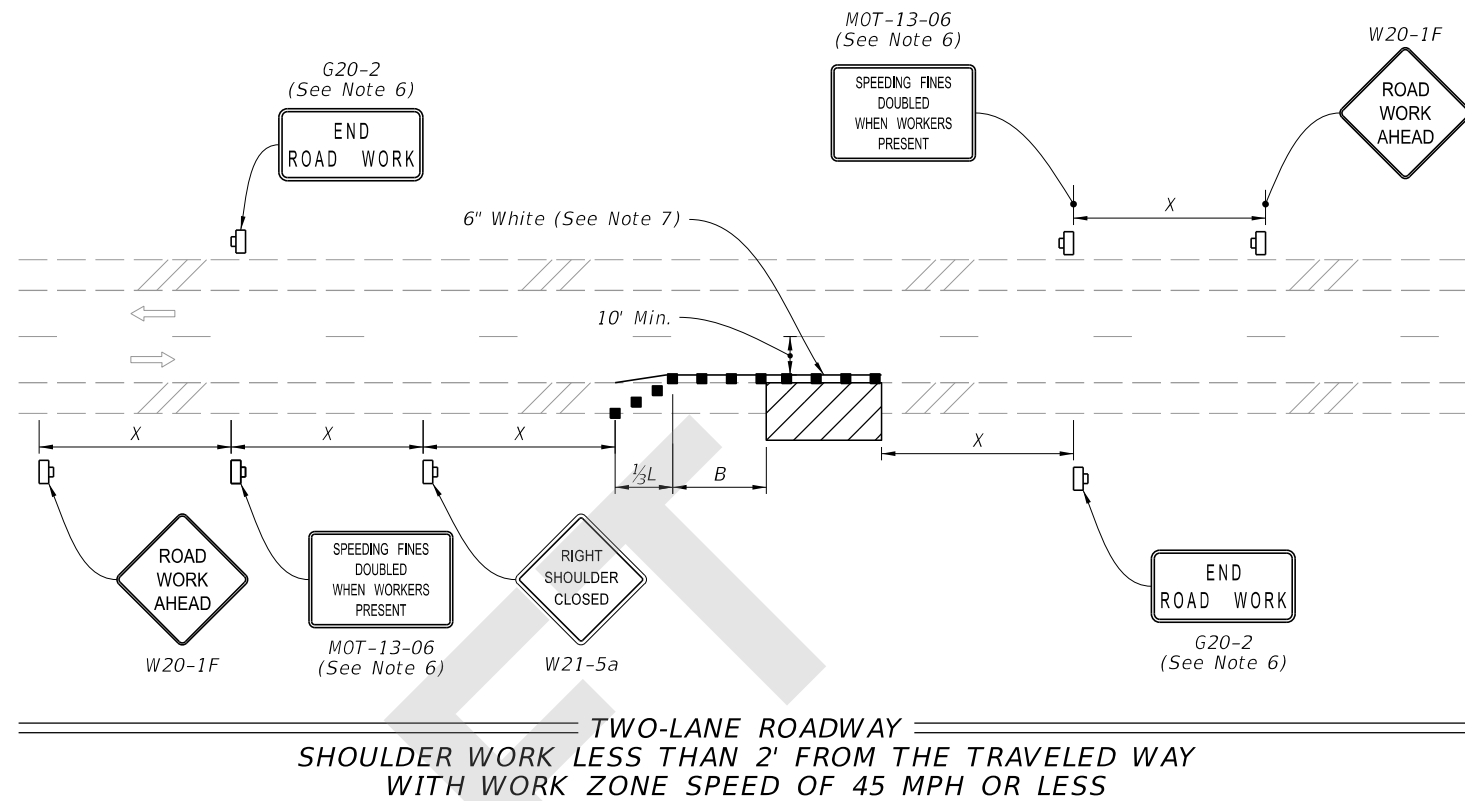 MOT-13-06
(See Note 6)
W20-1F
G20-2
(See Note 6)
SPEEDING FINES
DOUBLED
WHEN WORKERS
PRESENT
ROAD
WORK
AHEAD
END
ROAD WORK
6" White (See Note 7)
X
10' Min.
X
X
X
X
⅓L
B
ROAD
WORK
AHEAD
W20-1F
SPEEDING FINES
DOUBLED
WHEN WORKERS
PRESENT
MOT-13-06
(See Note 6)
RIGHT
SHOULDER
CLOSED
W21-5a
END
ROAD WORK
G20-2
(See Note 6)
TWO-LANE ROADWAY
SHOULDER WORK LESS THAN 2' FROM THE TRAVELED WAY
WITH WORK ZONE SPEED OF 45 MPH OR LESS